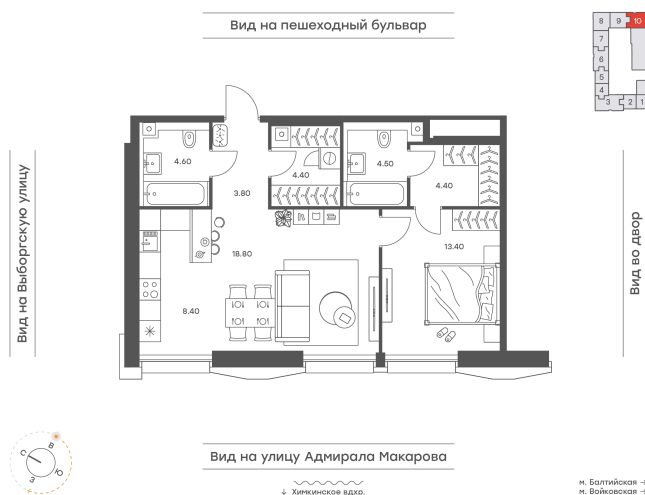 Вид на пешеходный бульвар
8
9
10
7
6
5
4
3
2
1
4.60
3.80
4.40
4.50
4.40
18.80
13.40
8.40
Вид на Выборгскую улицу
Вид во двор
Вид на улицу Адмирала Макарова
С
В
Ю
З
↓ Химкинское вдхр.
м. Балтийская →
м. Войковская →